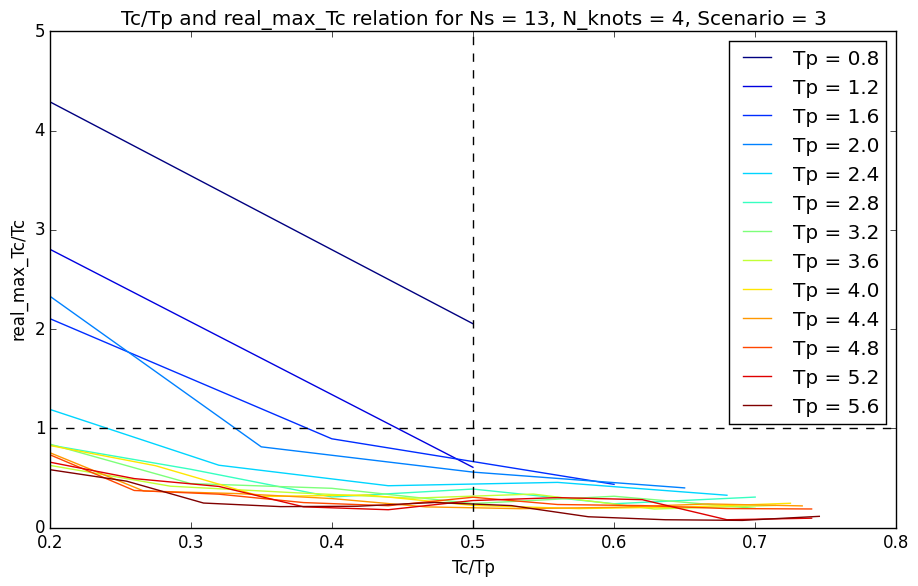 Tc/Tp and real_max_Tc relation for Ns = 13, N_knots = 4, Scenario = 3
5
4
3
2
1
0
real_max_Tc/Tc
Tp = 0.8
Tp = 1.2
Tp = 1.6
Tp = 2.0
Tp = 2.4
Tp = 2.8
Tp = 3.2
Tp = 3.6
Tp = 4.0
Tp = 4.4
Tp = 4.8
Tp = 5.2
Tp = 5.6
0.2 0.3 0.4 0.5 0.6 0.7 0.8
Tc/Tp